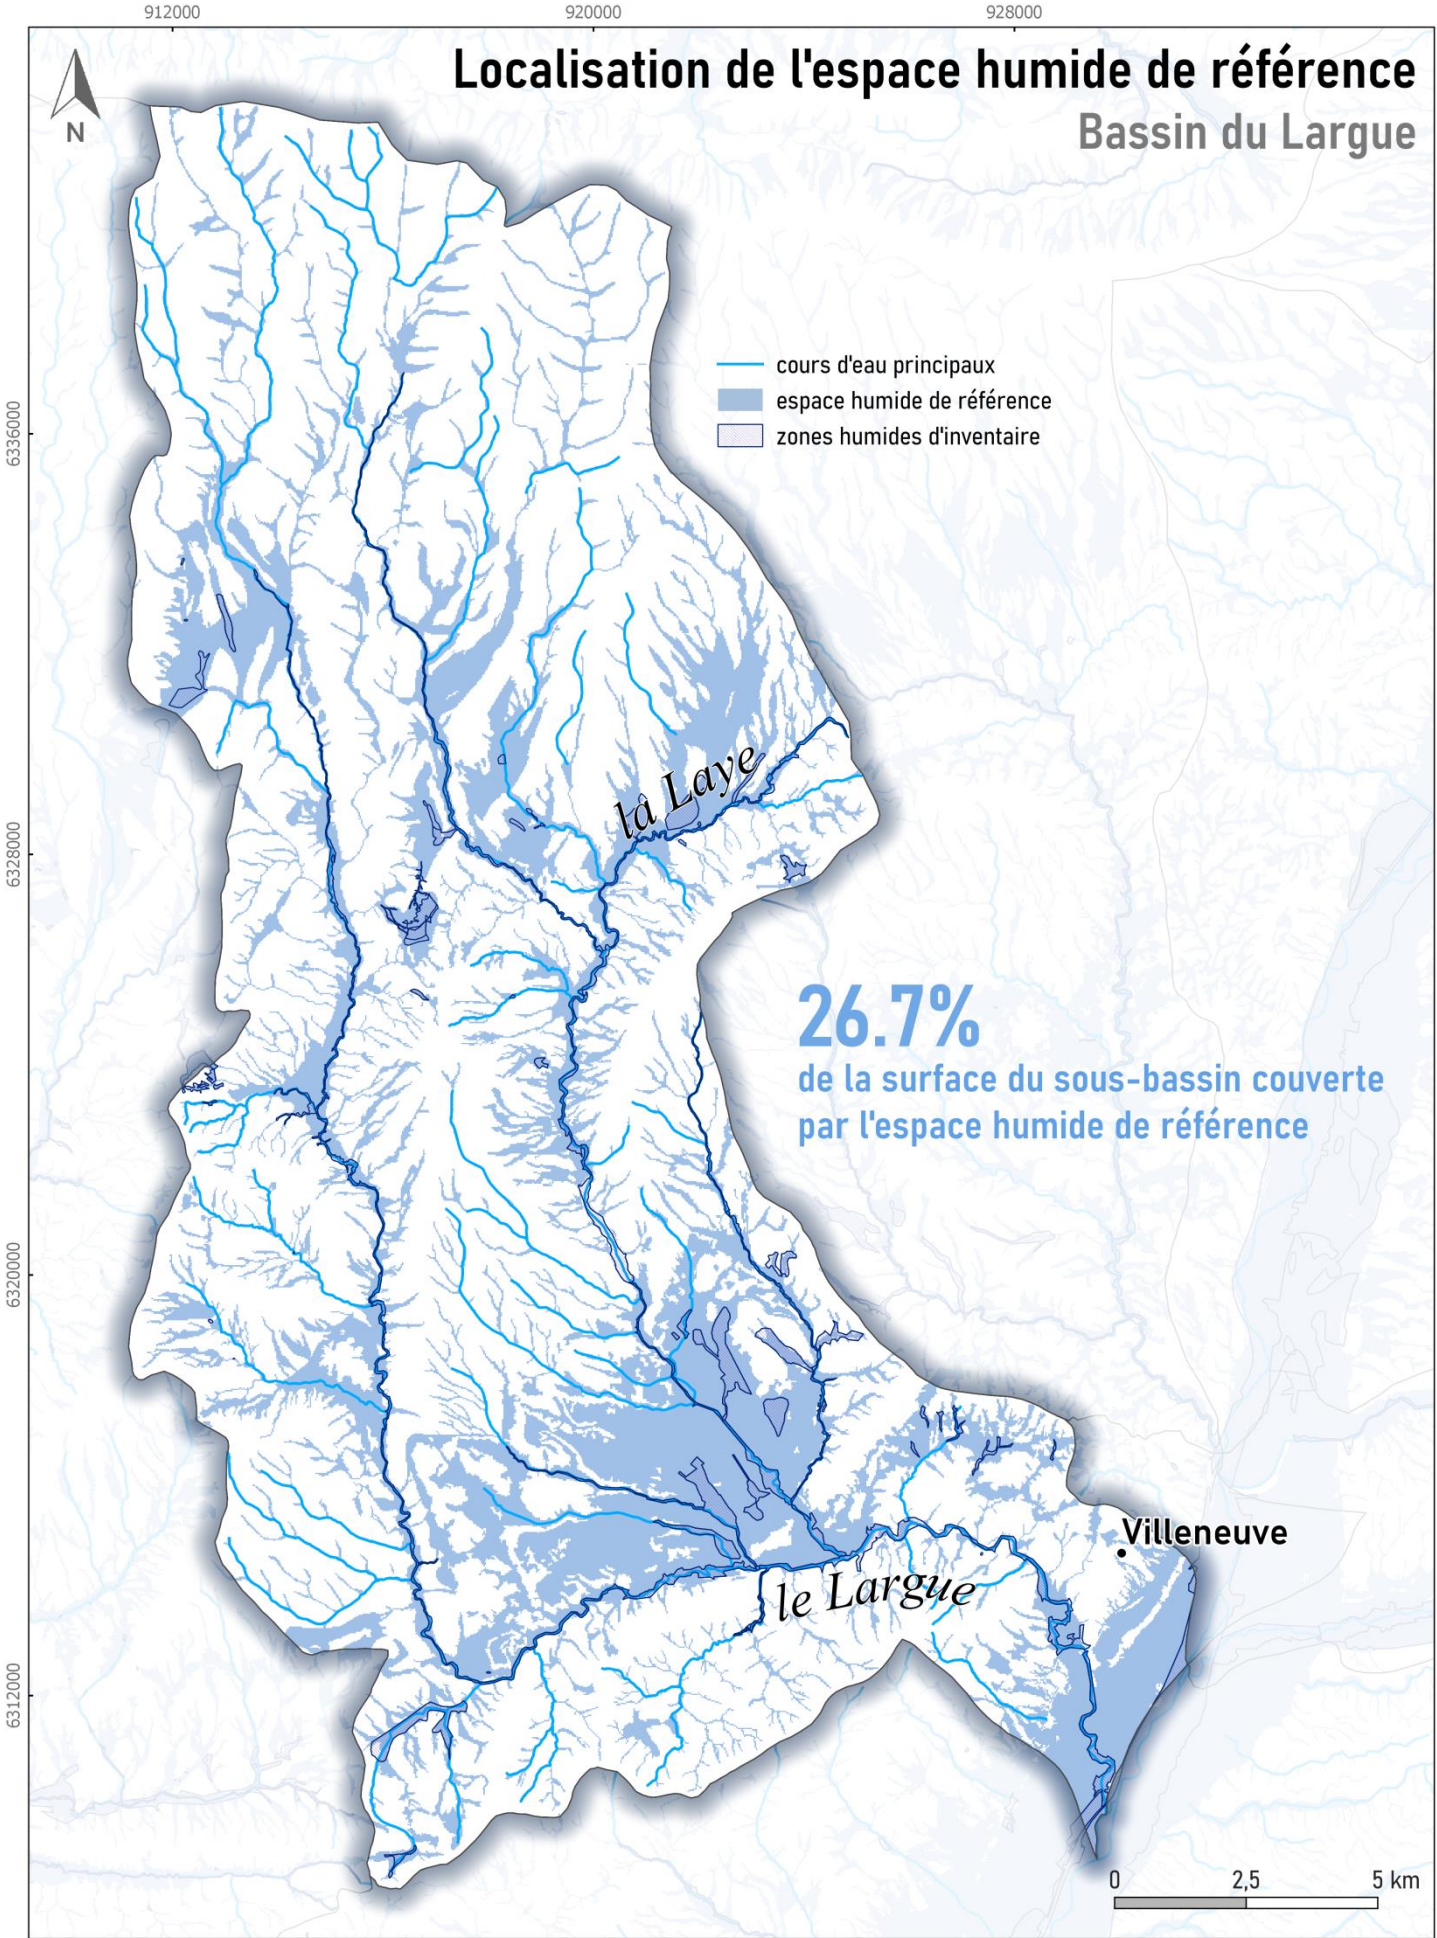 912000
920000
928000
Localisation de l'espace humide de référence
Bassin du Largue
N
cours d'eau principaux
espace humide de référence
zones humides d'inventaire
6336000
la Laye
6328000
26.7%
de la surface du sous-bassin couverte
par l'espace humide de référence
6320000
Villeneuve
le Largue
6312000
0 2,5 5 km